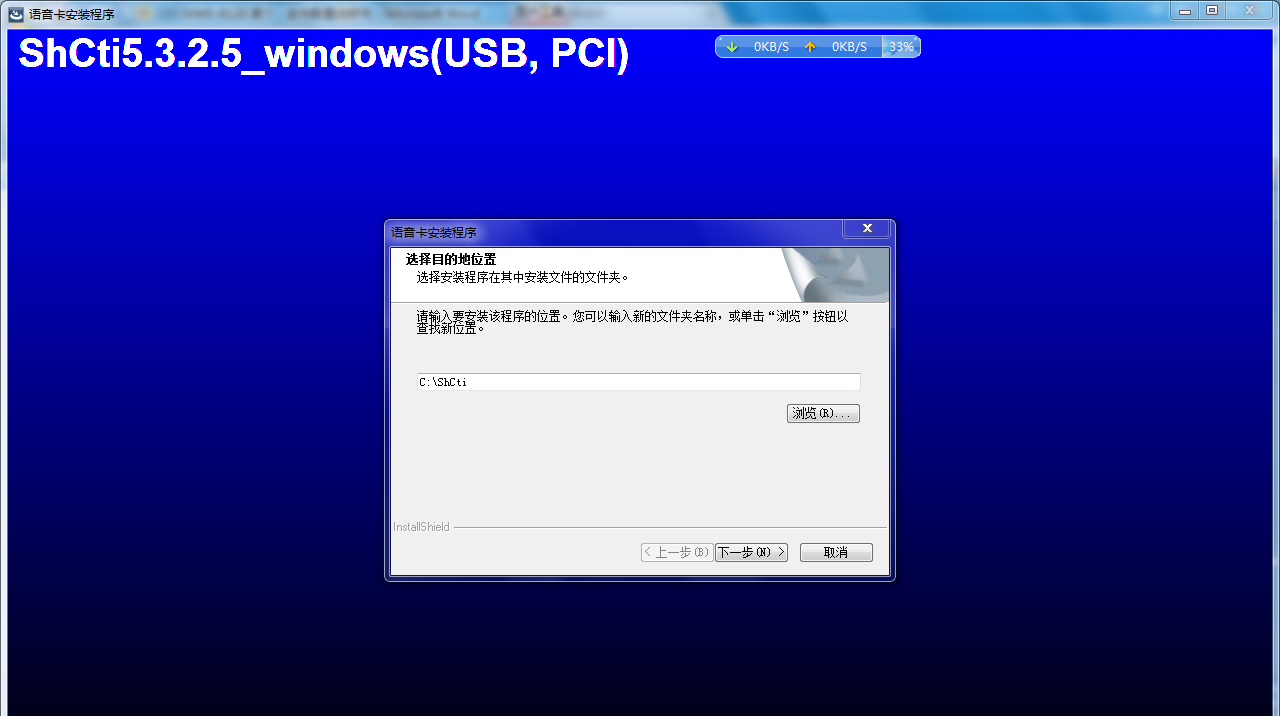 语音卡安装程序
ShCti5.3.2.5_windows(USB, PCI)
0KB/S
0KB/S
33%
语音卡安装程序
选择目的地位置
选择安装程序在其中安装文件的文件夹。
请输入要安装该程序的位置。您可以输入新的文件夹名称，或单击“浏览”按钮以
查找新位置。
C:\ShCti
浏览(R)...
InstallShield
< 上一步(B)
下一步(N) >
取消